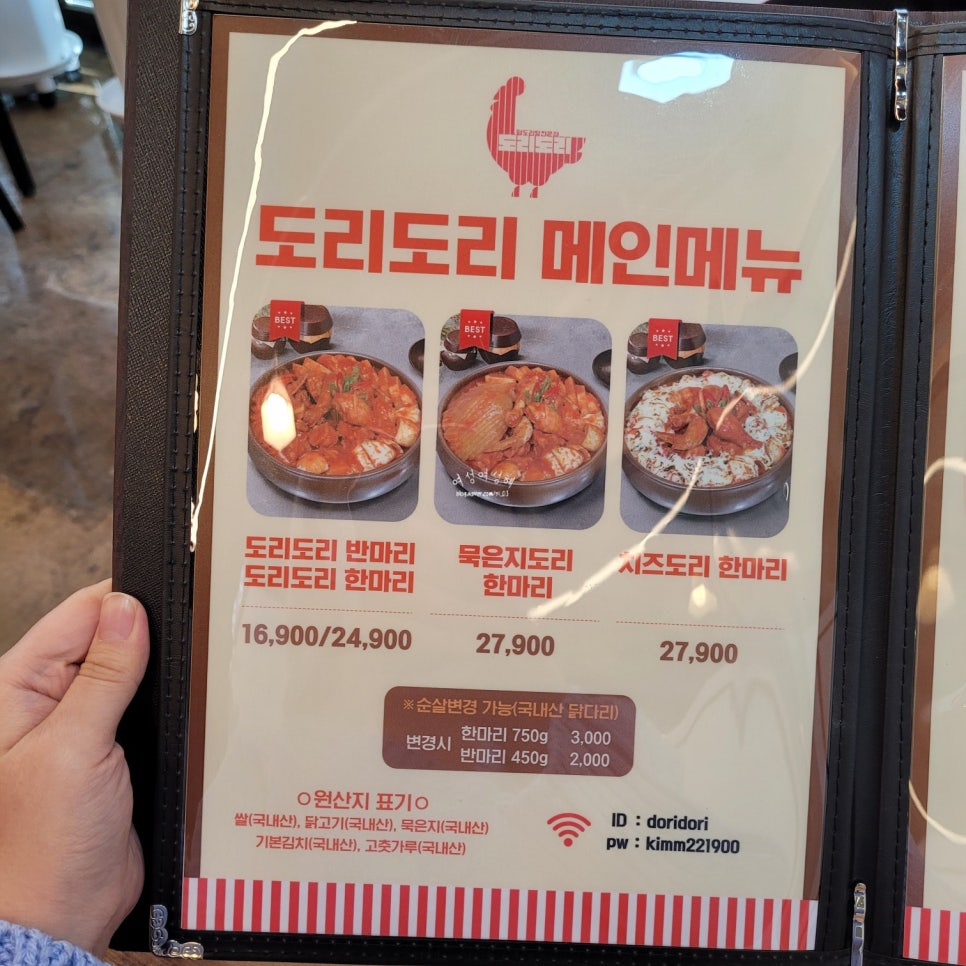 도리도리
도리도리 메인메뉴
BEST
BEST
BEST
여성여성해
도리도리 반마리
도리도리 한마리
묵은지도리
한마리
치즈도리 한마리
16,900/24,900
27,900
27,900
※순살변경 가능(국내산 닭다리)
변경시
한마리 750g 3,000
반마리 450g 2,000
○원산지 표기○
쌀(국내산), 닭고기(국내산), 묵은지(국내산)
기본김치(국내산), 고춧가루(국내산)
ID : doridori
pw : kimm221900